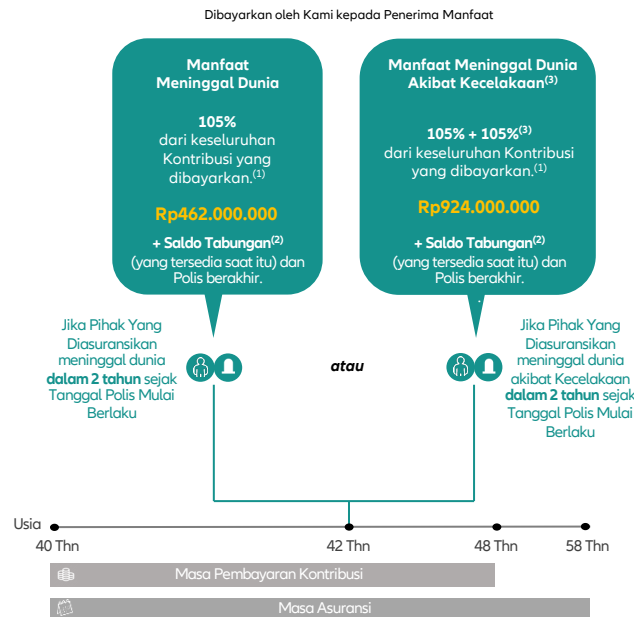 Dibayarkan oleh Kami kepada Penerima Manfaat
Manfaat
Meninggal Dunia
105%
dari keseluruhan
Kontribusi yang
dibayarkan.(1)
Rp462.000.000
+ Saldo Tabungan(2)
(yang tersedia saat itu) dan
Polis berakhir.
Manfaat Meninggal Dunia
Akibat Kecelakaan(3)
105% + 105%(3)
dari keseluruhan Kontribusi
yang dibayarkan.(1)
Rp924.000.000
+ Saldo Tabungan(2)
(yang tersedia saat itu) dan
Polis berakhir.
Jika Pihak Yang
Diasuransikan
meninggal dunia
dalam 2 tahun sejak
Tanggal Polis Mulai
Berlaku
atau
Jika Pihak Yang
Diasuransikan
meninggal dunia
akibat Kecelakaan
dalam 2 tahun sejak
Tanggal Polis Mulai
Berlaku
Usia
40 Thn
42 Thn
48 Thn
58 Thn
Masa Pembayaran Kontribusi
Masa Asuransi